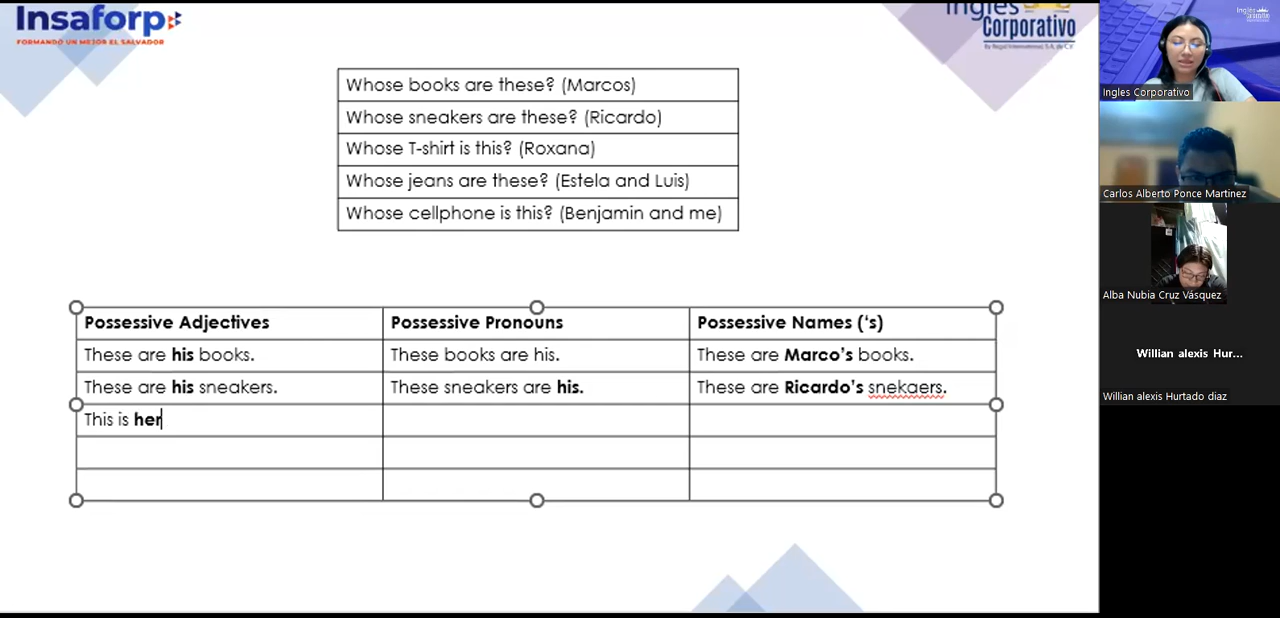 Insaforp
FORMANDO UN MEJOR EL SALVADOR
Ingles
Corporativo
Whose books are these? (Marcos)
Whose sneakers are these? (Ricardo)
Whose T-shirt is this? (Roxana)
Whose jeans are these? (Estela and Luis)
Whose cellphone is this? (Benjamin and me)
Possessive Adjectives Possessive Pronouns Possessive Names (‘s)
These are his books. These books are his. These are Marco’s books.
These are his sneakers. These sneakers are his. These are Ricardo’s snekaers.
This is her
Ingles Corporativo
Carlos Alberto Ponce Martinez
Alba Nubia Cruz Vásquez
Willian alexis Hur...
Willian alexis Hurtado diaz